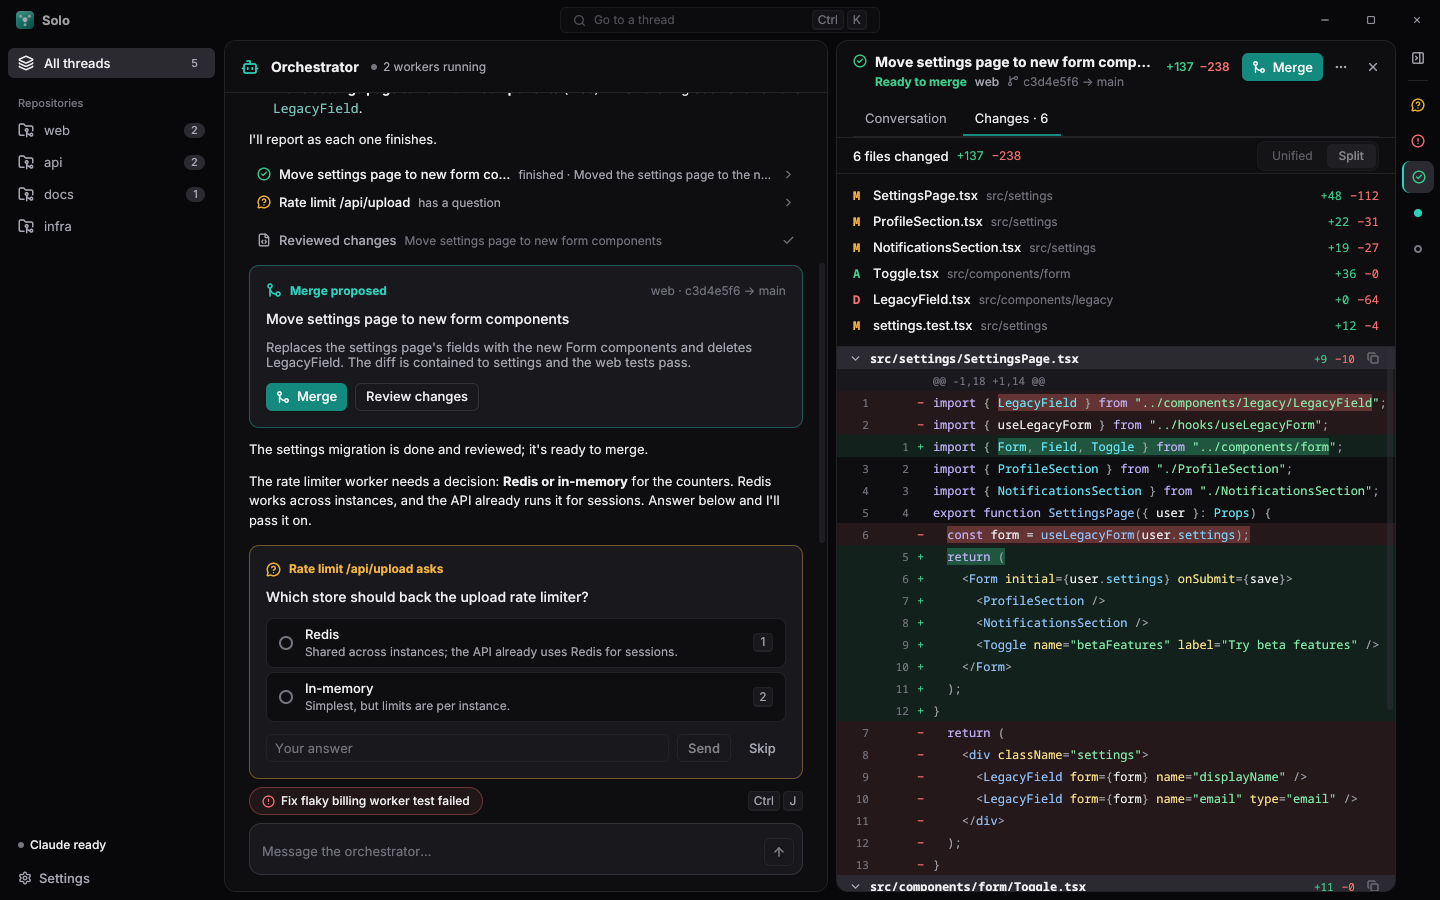 Solo
Go to a thread
Ctrl K
All threads 5
Repositories
web 2
api 2
docs 1
infra
Claude ready
Settings
Orchestrator 2 workers running
LegacyField.
I'll report as each one finishes.
Move settings page to new form co... finished · Moved the settings page to the n...
Rate limit /api/upload has a question
Reviewed changes Move settings page to new form components
Merge proposed web · c3d4e5f6 → main
Move settings page to new form components
Replaces the settings page's fields with the new Form components and deletes
LegacyField. The diff is contained to settings and the web tests pass.
Merge Review changes
The settings migration is done and reviewed; it's ready to merge.
The rate limiter worker needs a decision: Redis or in-memory for the counters. Redis
works across instances, and the API already runs it for sessions. Answer below and I'll
pass it on.
Rate limit /api/upload asks
Which store should back the upload rate limiter?
Redis
Shared across instances; the API already uses Redis for sessions.
1
In-memory
Simplest, but limits are per instance.
2
Your answer Send Skip
Fix flaky billing worker test failed Ctrl J
Message the orchestrator...
Move settings page to new form comp... +137 −238 Merge
Ready to merge web c3d4e5f6 → main
Conversation Changes · 6
6 files changed +137 −238 Unified Split
M SettingsPage.tsx src/settings +48 −112
M ProfileSection.tsx src/settings +22 −31
M NotificationsSection.tsx src/settings +19 −27
A Toggle.tsx src/components/form +36 −0
D LegacyField.tsx src/components/legacy +0 −64
M settings.test.tsx src/settings +12 −4
src/settings/SettingsPage.tsx +9 −10
@@ -1,18 +1,14 @@
1 − import { LegacyField } from "../components/legacy/LegacyField";
2 − import { useLegacyForm } from "../hooks/useLegacyForm";
1 + import { Form, Field, Toggle } from "../components/form";
3 2 import { ProfileSection } from "./ProfileSection";
4 3 import { NotificationsSection } from "./NotificationsSection";
5 4 export function SettingsPage({ user }: Props) {
6 − const form = useLegacyForm(user.settings);
5 + return (
6 + <Form initial={user.settings} onSubmit={save}>
7 + <ProfileSection />
8 + <NotificationsSection />
9 + <Toggle name="betaFeatures" label="Try beta features" />
10 + </Form>
11 + );
12 + }
7 − return (
8 − <div className="settings">
9 − <LegacyField form={form} name="displayName" />
10 − <LegacyField form={form} name="email" type="email" />
11 − </div>
12 − );
13 − }
src/components/form/Toggle.tsx +11 −0